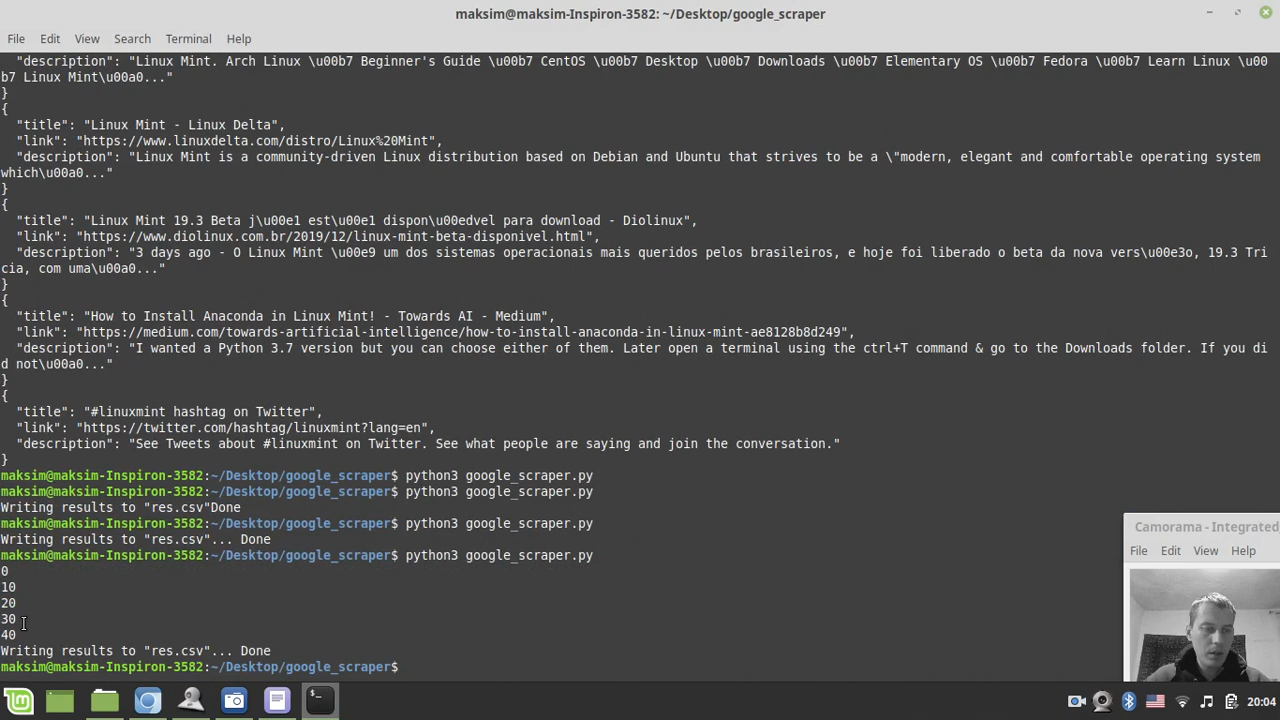 maksim@maksim-Inspiron-3582: ~/Desktop/google_scraper
File Edit View Search Terminal Help
"description": "Linux Mint. Arch Linux \u00b7 Beginner's Guide \u00b7 CentOS \u00b7 Desktop \u00b7 Downloads \u00b7 Elementary OS \u00b7 Fedora \u00b7 Learn Linux \u00
b7 Linux Mint\u00a0..."
}
{
"title": "Linux Mint - Linux Delta",
"link": "https://www.linuxdelta.com/distro/Linux%20Mint",
"description": "Linux Mint is a community-driven Linux distribution based on Debian and Ubuntu that strives to be a \"modern, elegant and comfortable operating system
which\u00a0..."
}
{
"title": "Linux Mint 19.3 Beta j\u00e1 est\u00e1 dispon\u00edvel para download - Diolinux",
"link": "https://www.diolinux.com.br/2019/12/linux-mint-beta-disponivel.html",
"description": "3 days ago - O Linux Mint \u00e9 um dos sistemas operacionais mais queridos pelos brasileiros, e hoje foi liberado o beta da nova vers\u00e3o, 19.3 Tri
cia, com uma\u00a0..."
}
{
"title": "How to Install Anaconda in Linux Mint! - Towards AI - Medium",
"link": "https://medium.com/towards-artificial-intelligence/how-to-install-anaconda-in-linux-mint-ae8128b8d249",
"description": "I wanted a Python 3.7 version but you can choose either of them. Later open a terminal using the ctrl+T command & go to the Downloads folder. If you di
d not\u00a0..."
}
{
"title": "#linuxmint hashtag on Twitter",
"link": "https://twitter.com/hashtag/linuxmint?lang=en",
"description": "See Tweets about #linuxmint on Twitter. See what people are saying and join the conversation."
}
maksim@maksim-Inspiron-3582:~/Desktop/google_scraper$ python3 google_scraper.py
maksim@maksim-Inspiron-3582:~/Desktop/google_scraper$ python3 google_scraper.py
Writing results to "res.csv"Done
maksim@maksim-Inspiron-3582:~/Desktop/google_scraper$ python3 google_scraper.py
Writing results to "res.csv"... Done
maksim@maksim-Inspiron-3582:~/Desktop/google_scraper$ python3 google_scraper.py
0
10
20
30
40
Writing results to "res.csv"... Done
maksim@maksim-Inspiron-3582:~/Desktop/google_scraper$
Camorama - Integrated
File Edit View Help
20:04